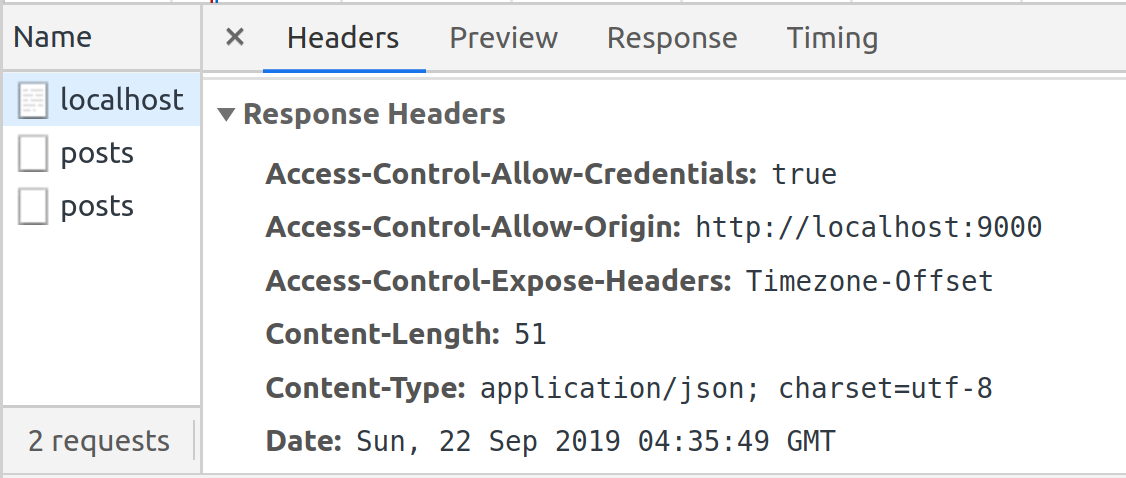 Name
× Headers Preview Response Timing
localhost
posts
posts
2 requests
▼ Response Headers
Access-Control-Allow-Credentials: true
Access-Control-Allow-Origin: http://localhost:9000
Access-Control-Expose-Headers: Timezone-Offset
Content-Length: 51
Content-Type: application/json; charset=utf-8
Date: Sun, 22 Sep 2019 04:35:49 GMT